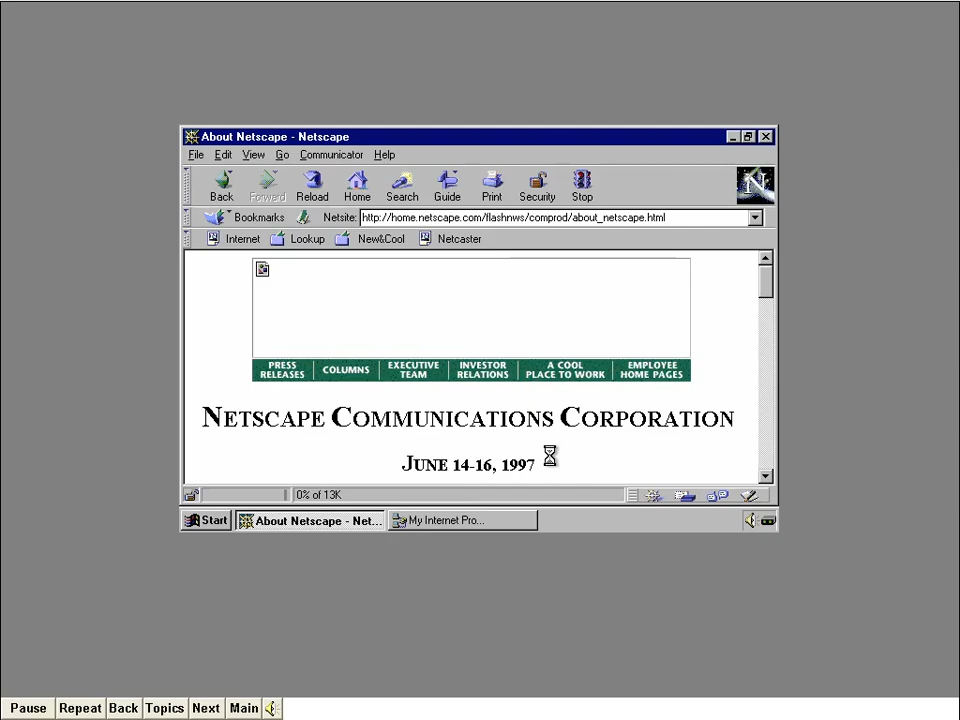 About Netscape - Netscape
File Edit View Go Communicator Help
N
Back Forward Reload Home Search Guide Print Security Stop
Bookmarks Netsite: http://home.netscape.com/flashnws/comprod/about_netscape.html
Internet Lookup New&Cool Netcaster
PRESS RELEASES COLUMNS EXECUTIVE TEAM INVESTOR RELATIONS A COOL PLACE TO WORK EMPLOYEE HOME PAGES
NETSCAPE COMMUNICATIONS CORPORATION
JUNE 14-16, 1997
0% of 13K
Start About Netscape - Net... My Internet Pro...
Pause Repeat Back Topics Next Main